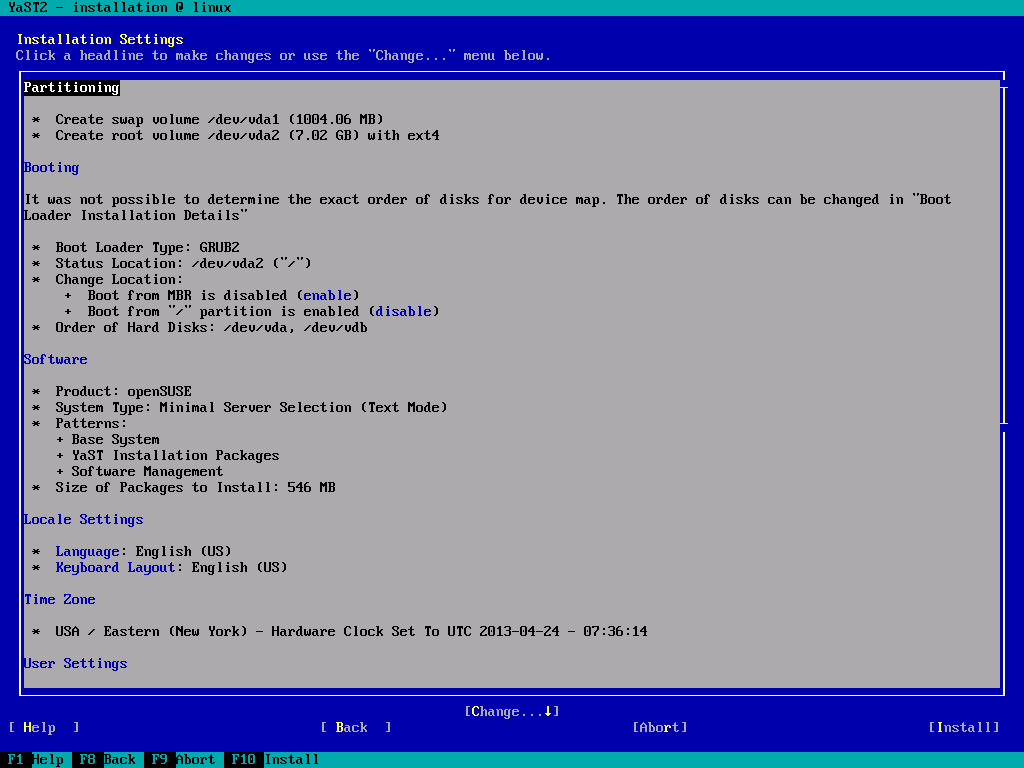 YaST2 - installation @ linux
Installation Settings
Click a headline to make changes or use the "Change..." menu below.
Partitioning
* Create swap volume /dev/vda1 (1004.06 MB)
* Create root volume /dev/vda2 (7.02 GB) with ext4
Booting
It was not possible to determine the exact order of disks for device map. The order of disks can be changed in "Boot
Loader Installation Details"
* Boot Loader Type: GRUB2
* Status Location: /dev/vda2 ("/")
* Change Location:
+ Boot from MBR is disabled (enable)
+ Boot from "/" partition is enabled (disable)
* Order of Hard Disks: /dev/vda, /dev/vdb
Software
* Product: openSUSE
* System Type: Minimal Server Selection (Text Mode)
* Patterns:
+ Base System
+ YaST Installation Packages
+ Software Management
* Size of Packages to Install: 546 MB
Locale Settings
* Language: English (US)
* Keyboard Layout: English (US)
Time Zone
* USA / Eastern (New York) - Hardware Clock Set To UTC 2013-04-24 - 07:36:14
User Settings
[Change...↓]
[ Help ] [ Back ] [Abort] [Install]
F1 Help F8 Back F9 Abort F10 Install